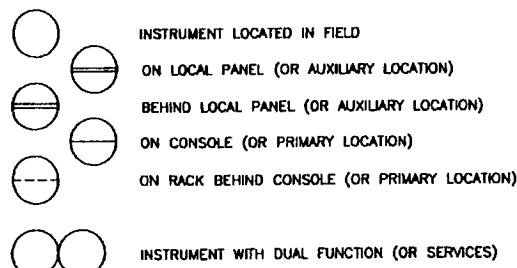 INSTRUMENT LOCATED IN FIELD
ON LOCAL PANEL (OR AUXILIARY LOCATION)
BEHIND LOCAL PANEL (OR AUXILIARY LOCATION)
ON CONSOLE (OR PRIMARY LOCATION)
ON RACK BEHIND CONSOLE (OR PRIMARY LOCATION)
INSTRUMENT WITH DUAL FUNCTION (OR SERVICES)